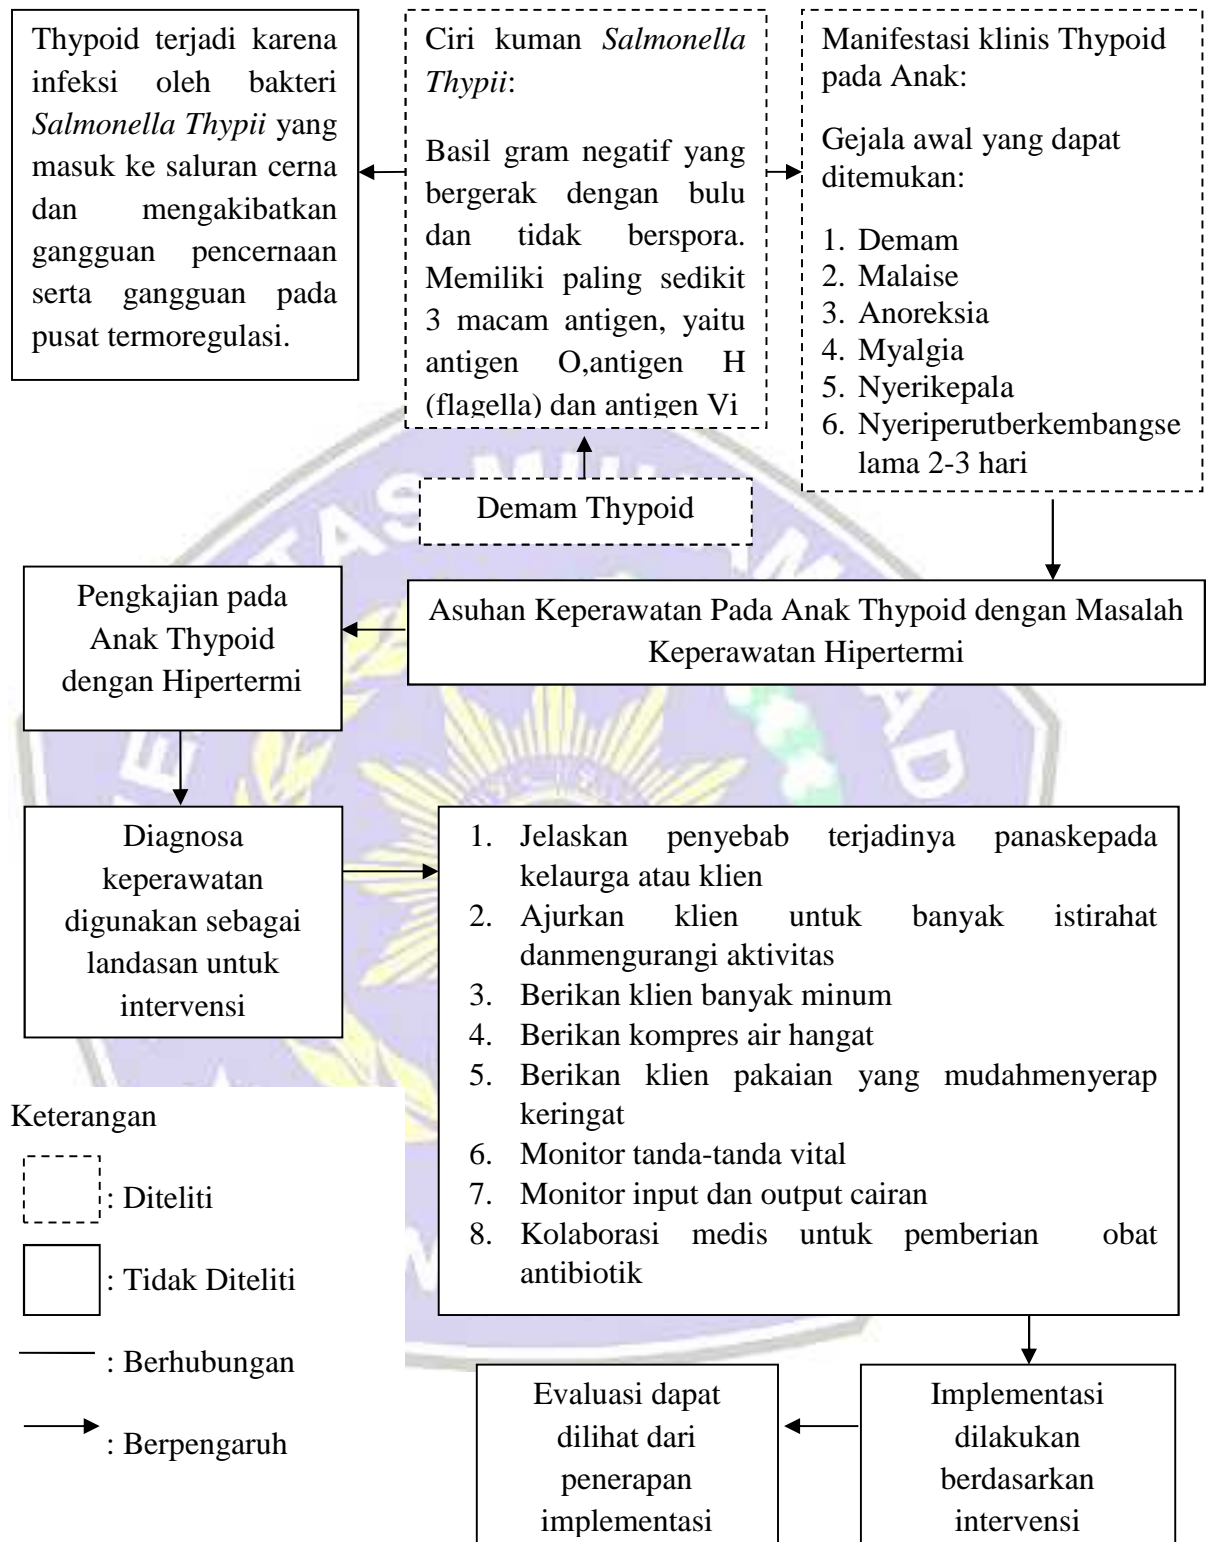 Thypoid terjadi karena
infeksi oleh bakteri
Salmonella Thypii yang
masuk ke saluran cerna
dan mengakibatkan
gangguan pencernaan
serta gangguan pada
pusat termoregulasi.
Ciri kuman Salmonella
Thypii:
Basil gram negatif yang
bergerak dengan bulu
dan tidak berspora.
Memiliki paling sedikit
3 macam antigen, yaitu
antigen O,antigen H
(flagella) dan antigen Vi
Manifestasi klinis Thypoid
pada Anak:
Gejala awal yang dapat
ditemukan:
1. Demam
2. Malaise
3. Anoreksia
4. Myalgia
5. Nyerikepala
6. Nyeriperutberkembangse
lama 2-3 hari
Demam Thypoid
Asuhan Keperawatan Pada Anak Thypoid dengan Masalah
Keperawatan Hipertermi
Pengkajian pada
Anak Thypoid
dengan Hipertermi
Diagnosa
keperawatan
digunakan sebagai
landasan untuk
intervensi
1. Jelaskan penyebab terjadinya panaskepada
kelaurga atau klien
2. Ajurkan klien untuk banyak istirahat
danmengurangi aktivitas
3. Berikan klien banyak minum
4. Berikan kompres air hangat
5. Berikan klien pakaian yang mudahmenyerap
keringat
6. Monitor tanda-tanda vital
7. Monitor input dan output cairan
8. Kolaborasi medis untuk pemberian obat
antibiotik
Implementasi
dilakukan
berdasarkan
intervensi
Evaluasi dapat
dilihat dari
penerapan
implementasi
Keterangan
: Diteliti
: Tidak Diteliti
: Berhubungan
: Berpengaruh